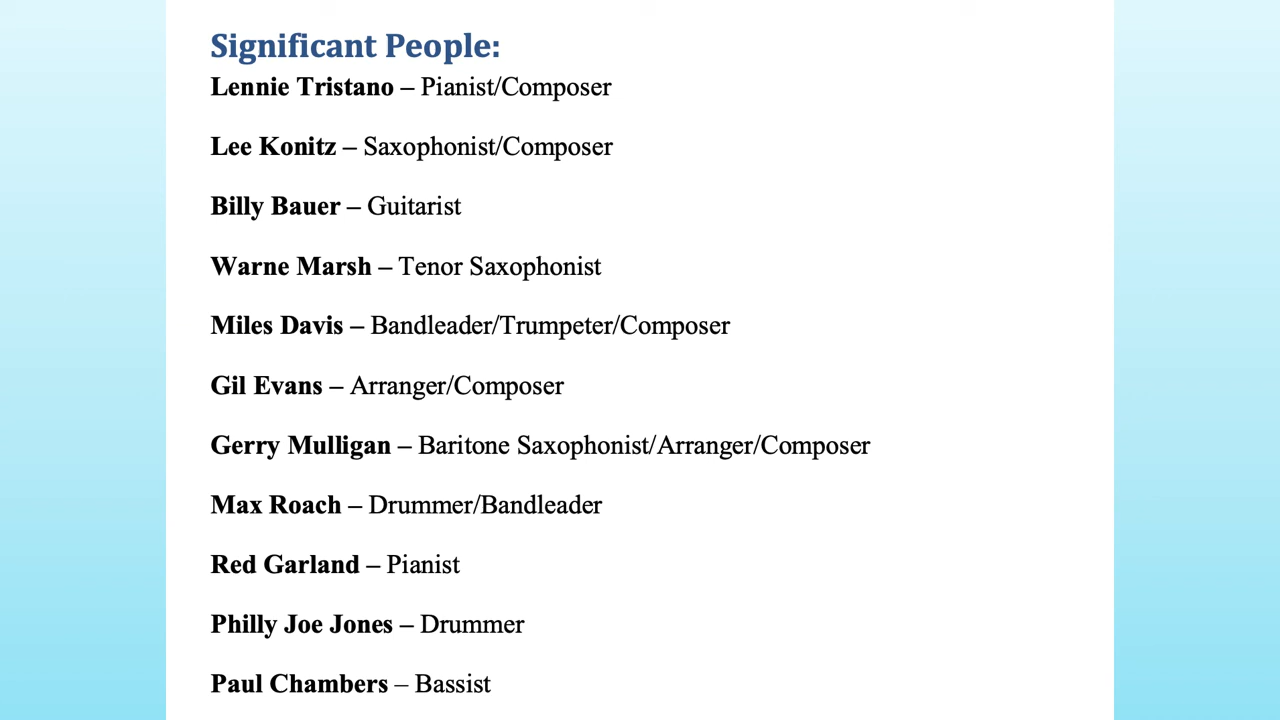 Significant People:
Lennie Tristano – Pianist/Composer
Lee Konitz – Saxophonist/Composer
Billy Bauer – Guitarist
Warne Marsh – Tenor Saxophonist
Miles Davis – Bandleader/Trumpeter/Composer
Gil Evans – Arranger/Composer
Gerry Mulligan – Baritone Saxophonist/Arranger/Composer
Max Roach – Drummer/Bandleader
Red Garland – Pianist
Philly Joe Jones – Drummer
Paul Chambers – Bassist